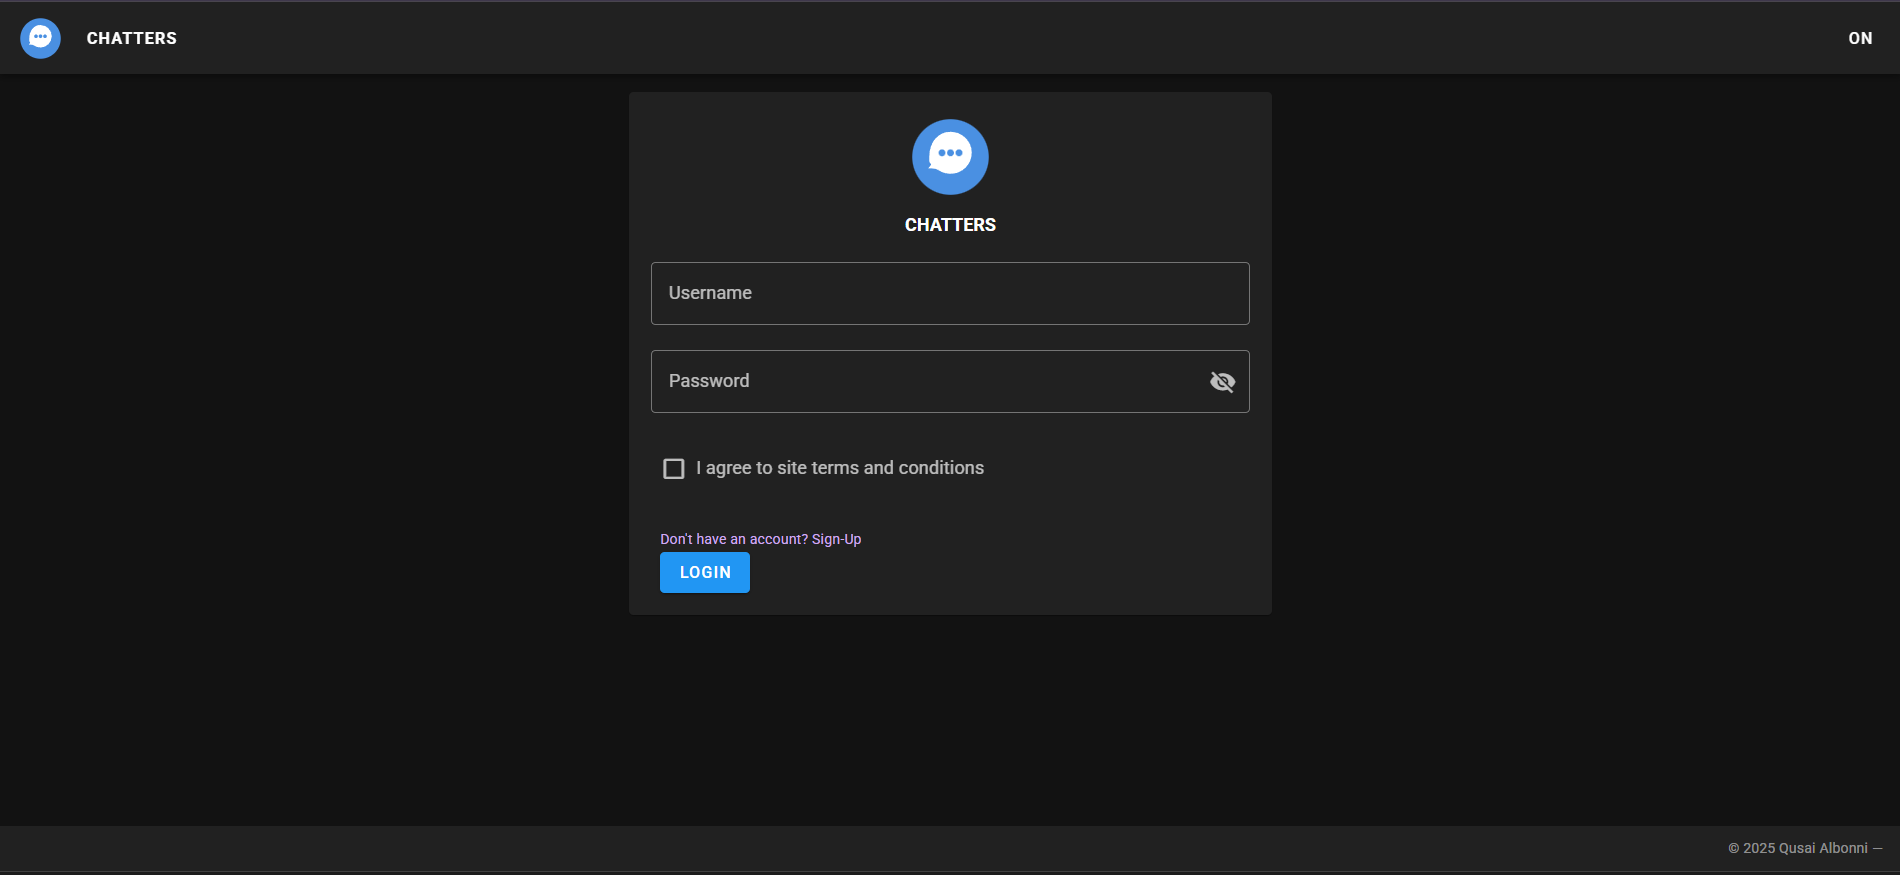 CHATTERS
ON
CHATTERS
Username
Password
I agree to site terms and conditions
Don't have an account? Sign-Up
LOGIN
© 2025 Qusai Albonni —